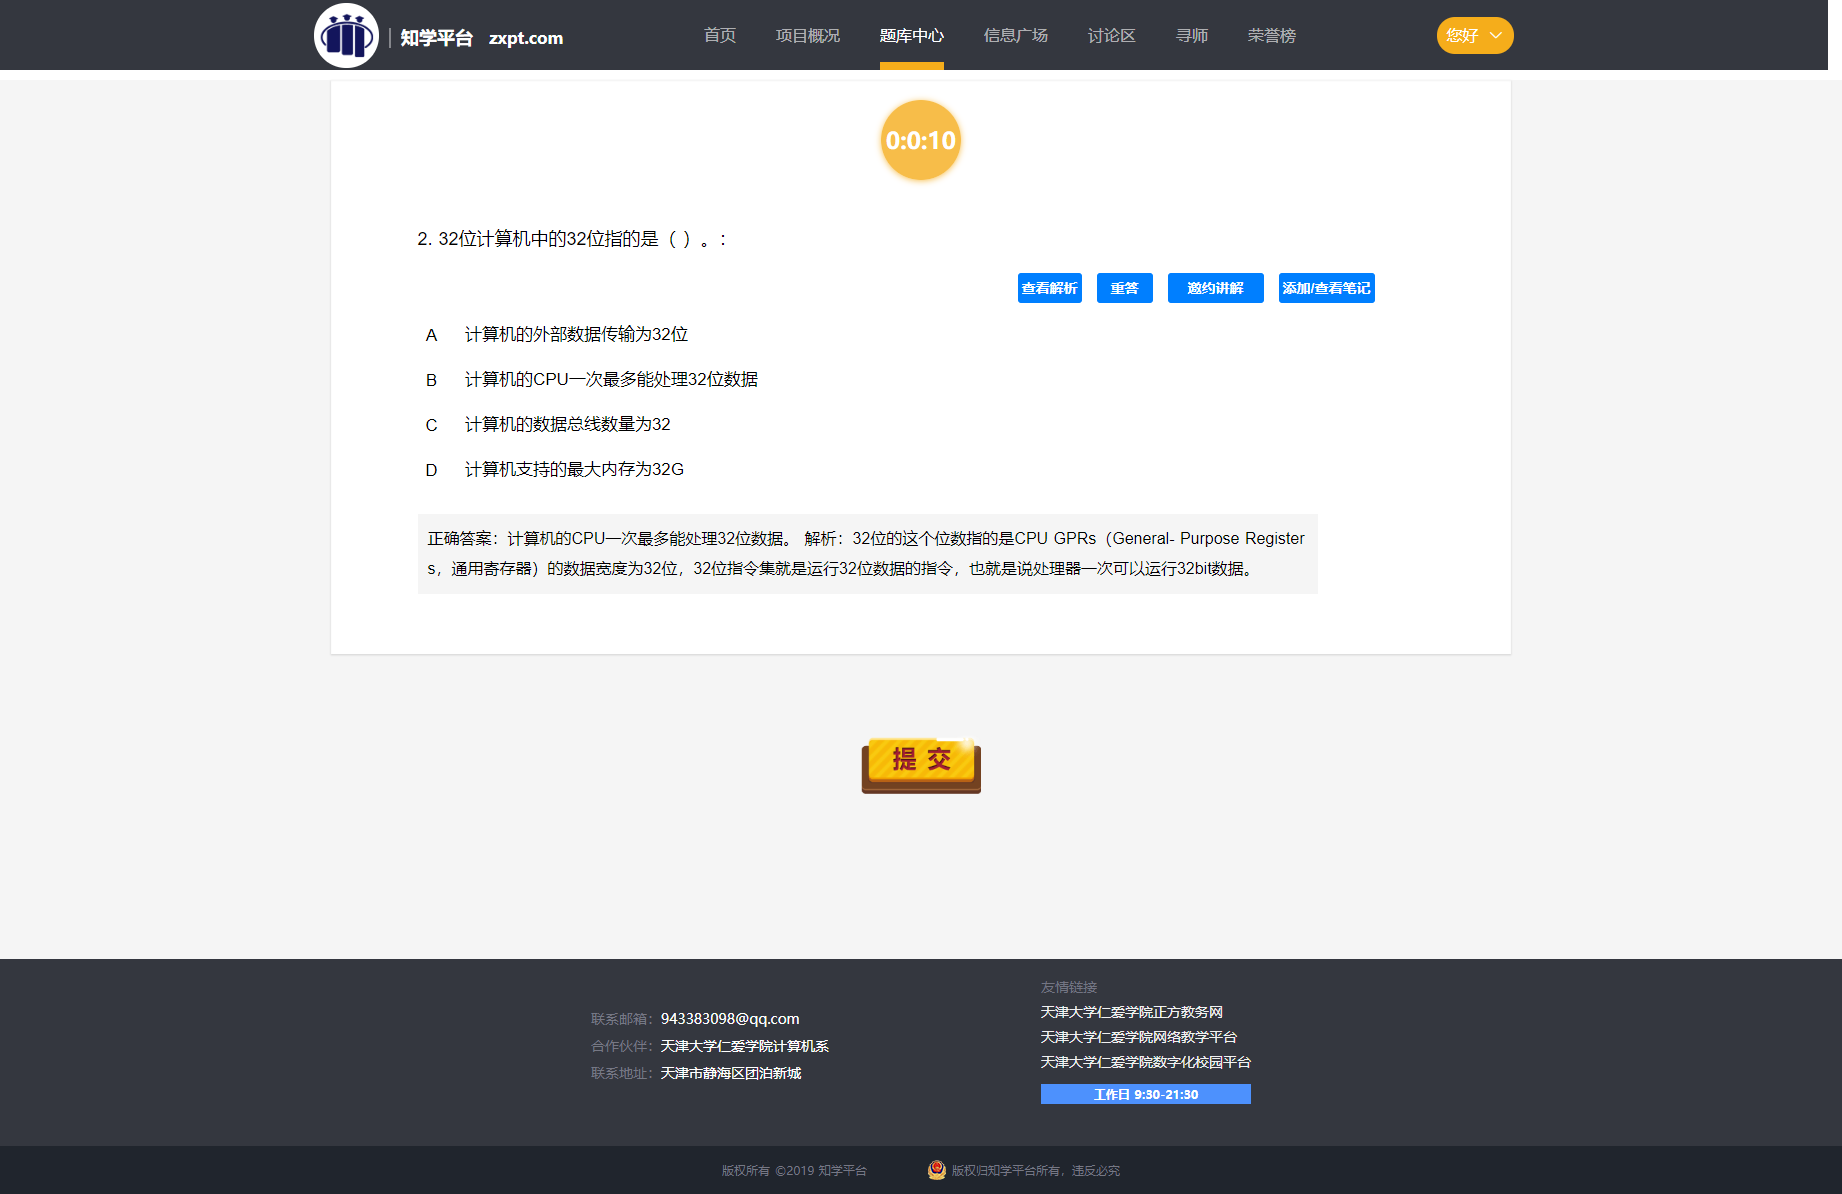 知学平台 zxpt.com
首页 项目概况 题库中心 信息广场 讨论区 寻师 荣誉榜
您好
0:0:10
2. 32位计算机中的32位指的是（ ）。:
查看解析 重答 邀约讲解 添加/查看笔记
A 计算机的外部数据传输为32位
B 计算机的CPU一次最多能处理32位数据
C 计算机的数据总线数量为32
D 计算机支持的最大内存为32G
正确答案：计算机的CPU一次最多能处理32位数据。 解析：32位的这个位数指的是CPU GPRs（General- Purpose Register
s，通用寄存器）的数据宽度为32位，32位指令集就是运行32位数据的指令，也就是说处理器一次可以运行32bit数据。
提交
联系邮箱：943383098@qq.com
合作伙伴：天津大学仁爱学院计算机系
联系地址：天津市静海区团泊新城
友情链接
天津大学仁爱学院正方教务网
天津大学仁爱学院网络教学平台
天津大学仁爱学院数字化校园平台
工作日 9:30-21:30
版权所有 ©2019 知学平台 版权归知学平台所有，违反必究